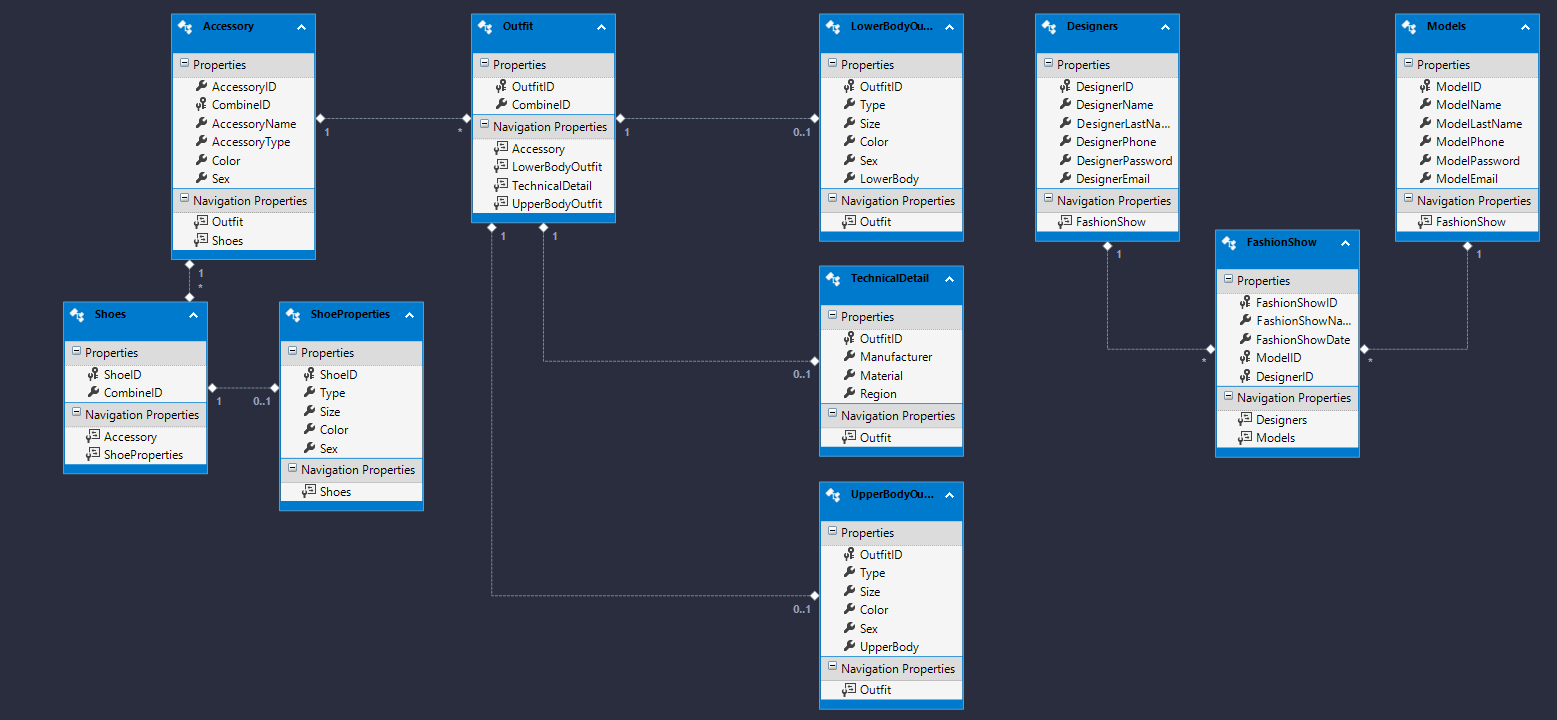 Accessory
Properties
AccessoryID
CombineID
AccessoryName
AccessoryType
Color
Sex
Navigation Properties
Outfit
Shoes
1
1
*
Outfit
Properties
OutfitID
CombineID
Navigation Properties
Accessory
LowerBodyOutfit
TechnicalDetail
UpperBodyOutfit
*
1
1
1
LowerBodyOu...
Properties
OutfitID
Type
Size
Color
Sex
LowerBody
Navigation Properties
Outfit
0..1
Designers
Properties
DesignerID
DesignerName
DesignerLastNa...
DesignerPhone
DesignerPassword
DesignerEmail
Navigation Properties
FashionShow
1
Models
Properties
ModelID
ModelName
ModelLastName
ModelPhone
ModelPassword
ModelEmail
Navigation Properties
FashionShow
1
FashionShow
Properties
FashionShowID
FashionShowNa...
FashionShowDate
ModelID
DesignerID
Navigation Properties
Designers
Models
*
*
Shoes
Properties
ShoeID
CombineID
Navigation Properties
Accessory
ShoeProperties
1
0..1
ShoeProperties
Properties
ShoeID
Type
Size
Color
Sex
Navigation Properties
Shoes
TechnicalDetail
Properties
OutfitID
Manufacturer
Material
Region
Navigation Properties
Outfit
0..1
UpperBodyOu...
Properties
OutfitID
Type
Size
Color
Sex
UpperBody
Navigation Properties
Outfit
0..1